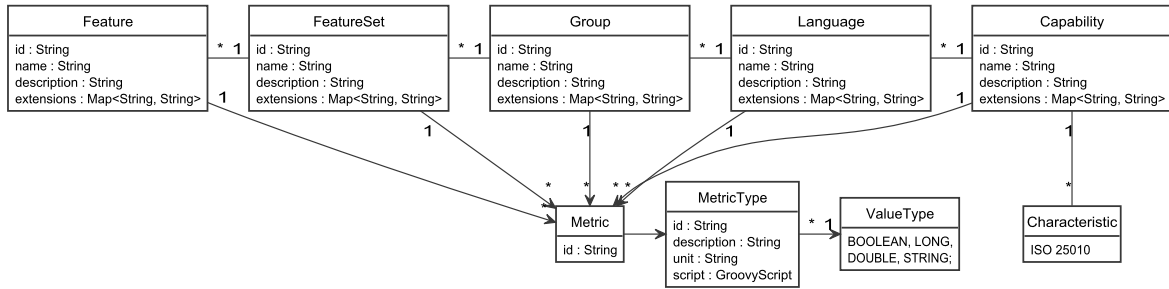 Feature
id : String
name : String
description : String
extensions : Map<String, String>
* 1
FeatureSet
id : String
name : String
description : String
extensions : Map<String, String>
* 1
Group
id : String
name : String
description : String
extensions : Map<String, String>
* 1
Language
id : String
name : String
description : String
extensions : Map<String, String>
* 1
Capability
id : String
name : String
description : String
extensions : Map<String, String>
1
1
1
1
1
1
*
*
*
* *
*
Metric
id : String
MetricType
id : String
description : String
unit : String
script : GroovyScript
* 1
ValueType
BOOLEAN, LONG,
DOUBLE, STRING;
Characteristic
ISO 25010